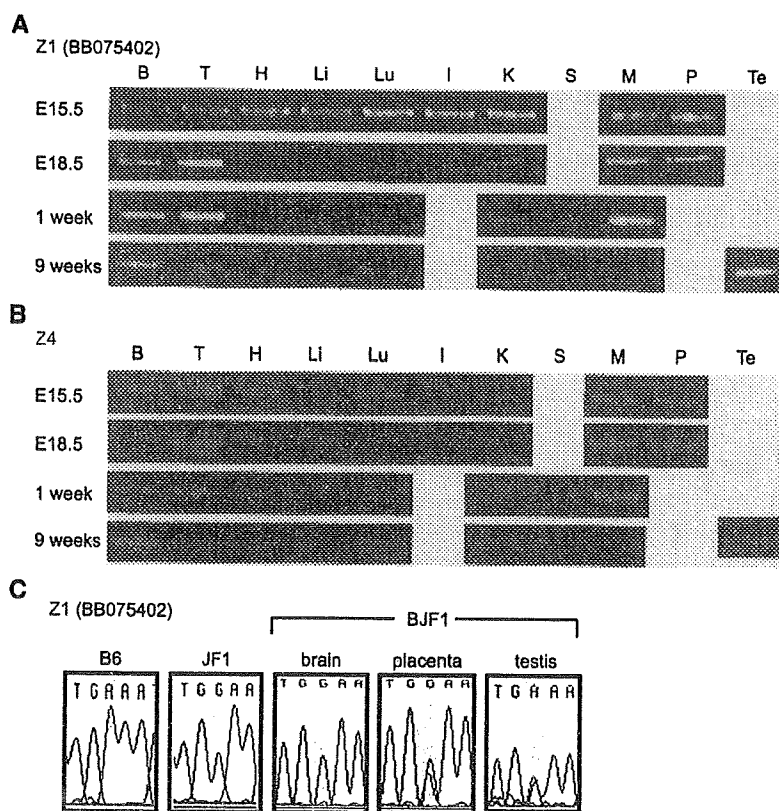 A
Z1 (BB075402)
B T H Li Lu I K S M P Te
E15.5
E18.5
1 week
9 weeks
B
Z4
B T H Li Lu I K S M P Te
E15.5
E18.5
1 week
9 weeks
C
Z1 (BB075402)
BJF1
B6 JF1 brain placenta testis
T G A A A T G G A A T G G A A T G G A A T G A A A